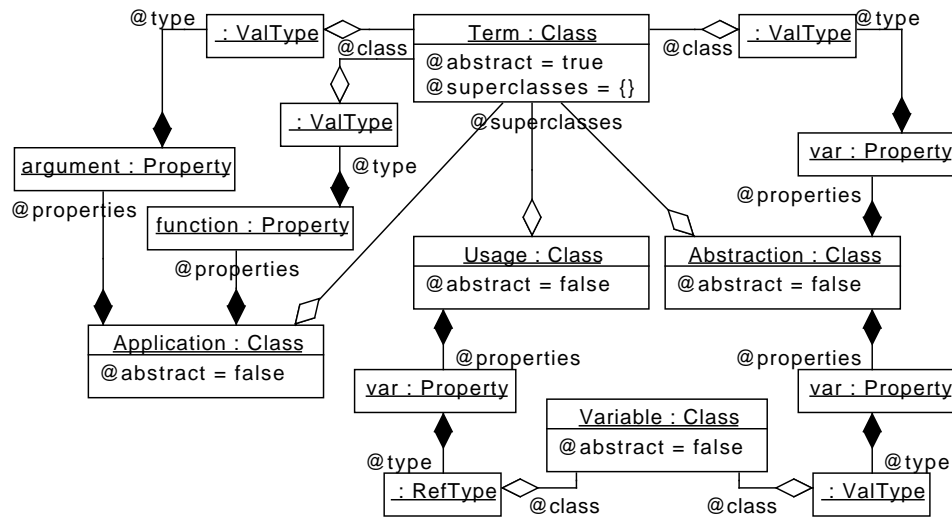 @type
: ValType
@class
Term : Class
@abstract = true
@superclasses = {}
@class
: ValType
@type
: ValType
@superclasses
argument : Property
@type
var : Property
@properties
function : Property
@properties
@properties
Usage : Class
@abstract = false
Abstraction : Class
@abstract = false
Application : Class
@abstract = false
@properties
@properties
var : Property
Variable : Class
@abstract = false
var : Property
@type
@type
: RefType
@class
@class
: ValType